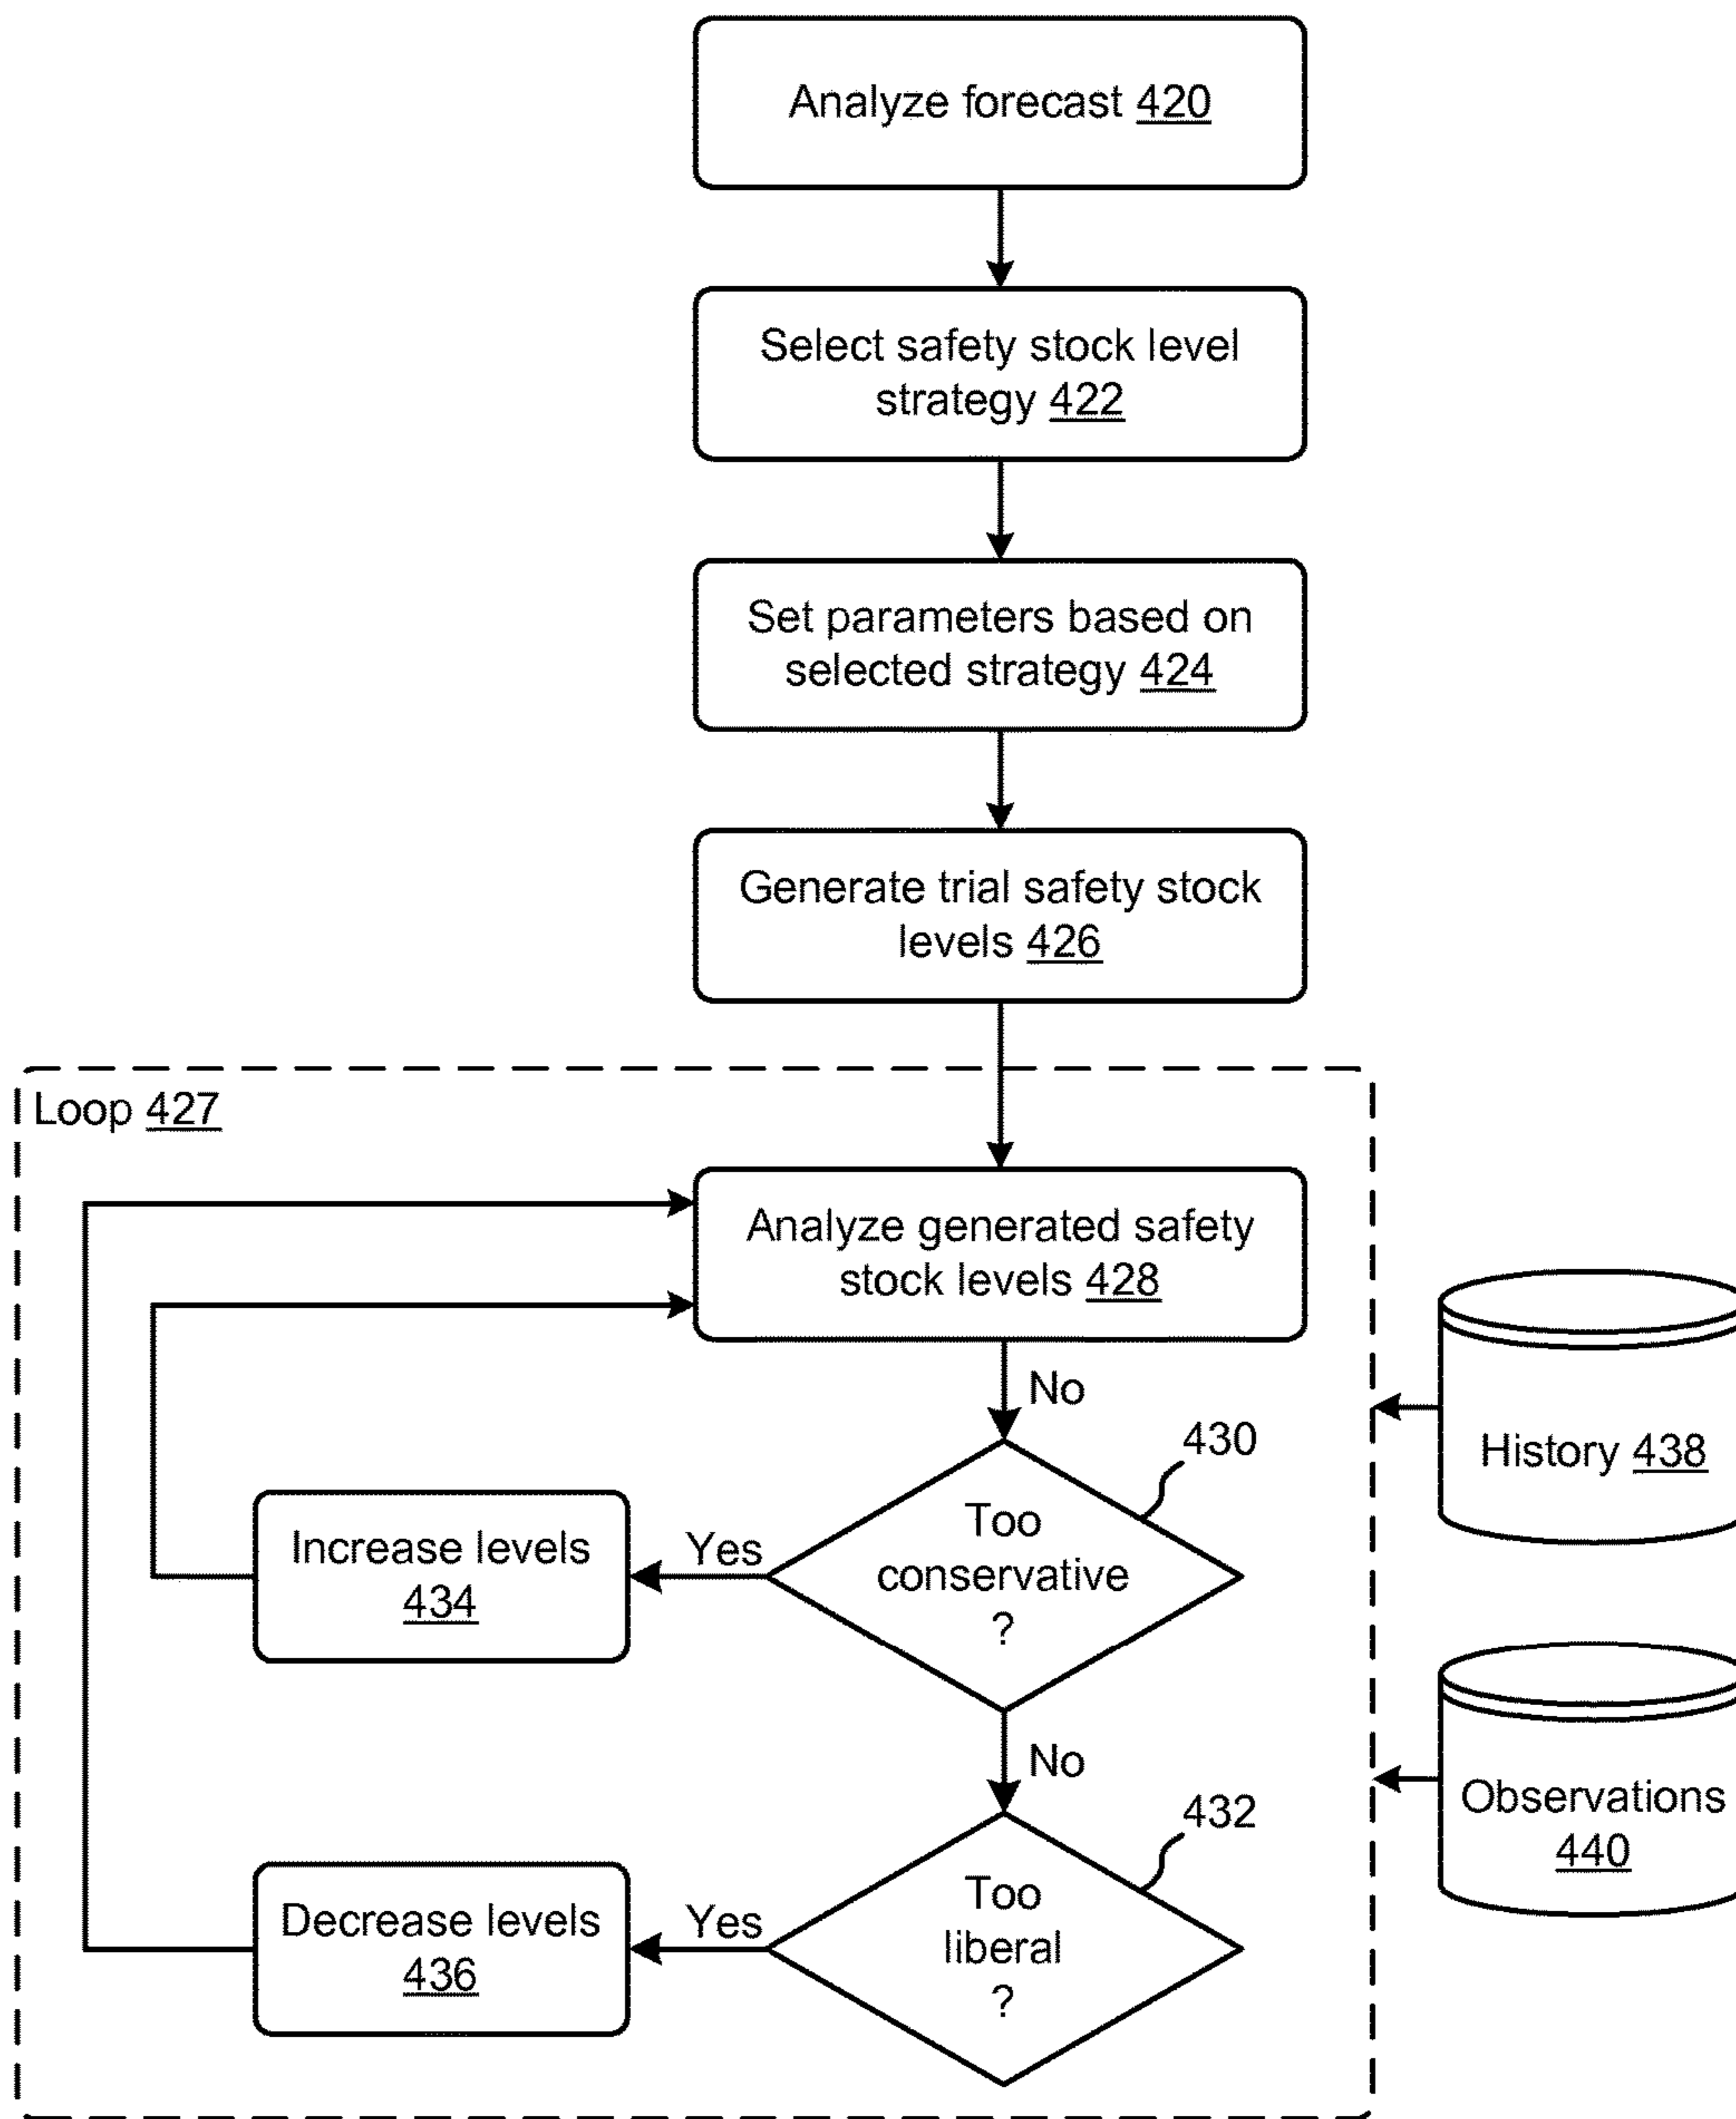 Analyze forecast 420
Select safety stock level
strategy 422
Set parameters based on
selected strategy 424
Generate trial safety stock
levels 426
Loop 427
Analyze generated safety
stock levels 428
No
430
Too
conservative
?
Yes
Increase levels
434
History 438
No
432
Too
liberal
?
Yes
Decrease levels
436
Observations
440